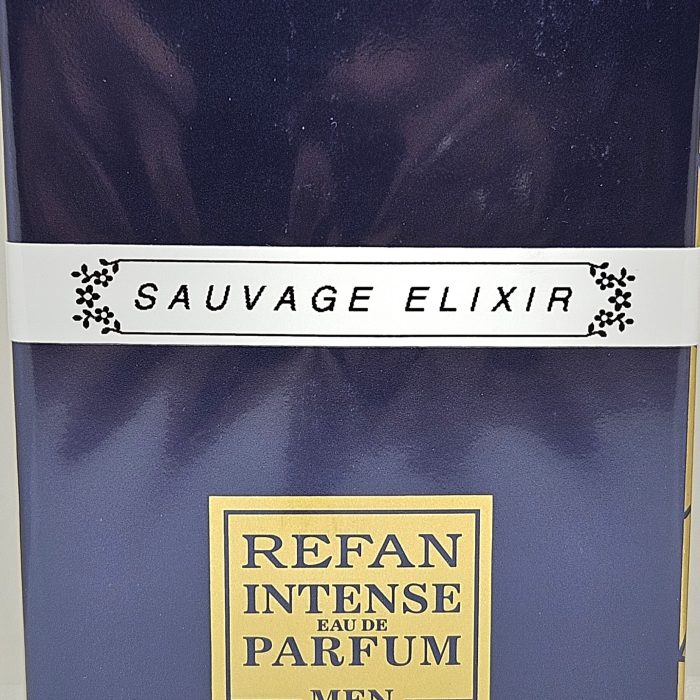 SAUVAGE ELIXIR
REFAN
INTENSE
EAU DE
PARFUM
MEN